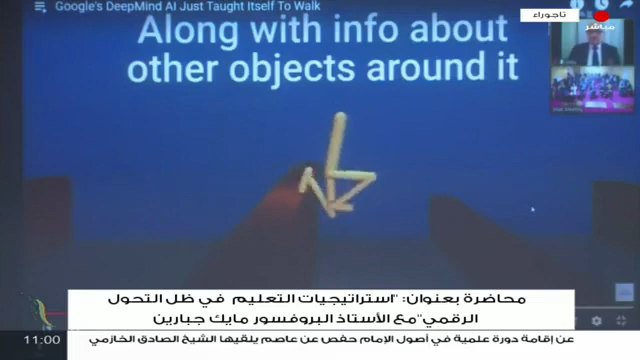 Google's DeepMind AI Just Taught Itself To Walk
تاجوراء
مباشر
Along with info about
other objects around it
محاضرة بعنوان: "استراتيجيات التعليم في ظل التحول
الرقمي" مع الأستاذ البروفسور مايك جبارين
11:00
عن إقامة دورة علمية في أصول الإمام حفص عن عاصم يلقيها الشيخ الصادق الخازمي